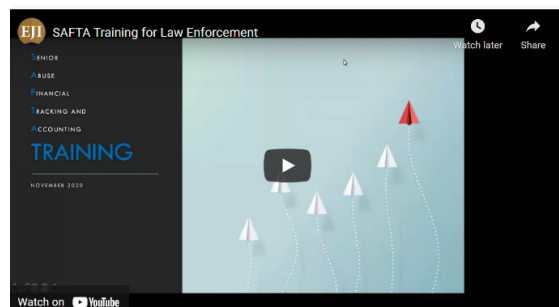 EJI SAFTA Training for Law Enforcement
Watch later
Share
SENIOR
ABUSE
FINANCIAL
TRACKING AND
ACCOUNTING
TRAINING
NOVEMBER 2020
Watch on YouTube